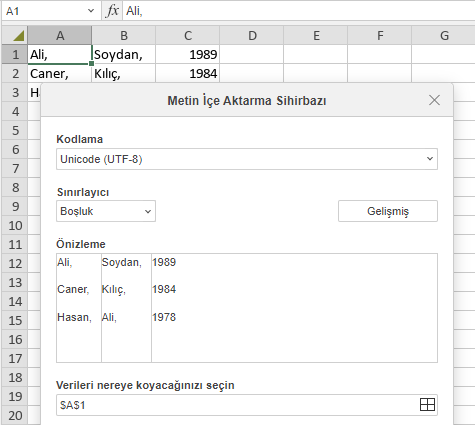 A1 fx Ali,
A B C D E F G
1 Ali, Soydan, 1989
2 Caner, Kılıç, 1984
3 Ha
Metin İçe Aktarma Sihirbazı
4
5
Kodlama
6
Unicode (UTF-8)
7
8
Sınırlayıcı
9
Boşluk Gelişmiş
10
11 Önizleme
12 Ali, Soydan, 1989
13 Caner, Kılıç, 1984
14
15 Hasan, Ali, 1978
16
17
18 Verileri nereye koyacağınızı seçin
19 $A$1
20